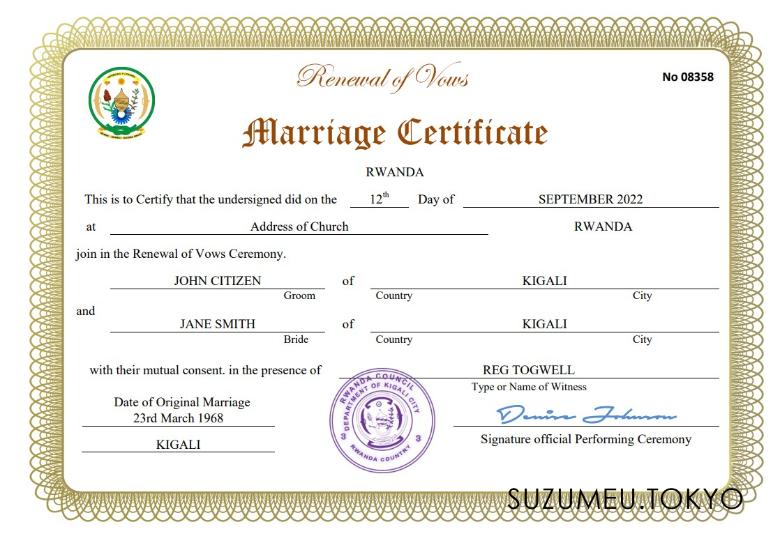 Renewal of Vows
No 08358
Marriage Certificate
RWANDA
This is to Certify that the undersigned did on the 12th Day of SEPTEMBER 2022
at Address of Church RWANDA
join in the Renewal of Vows Ceremony.
JOHN CITIZEN of KIGALI
Groom Country City
and
JANE SMITH of KIGALI
Bride Country City
with their mutual consent. in the presence of REG TOGWELL
Type or Name of Witness
Date of Original Marriage
23rd March 1968
KIGALI
RWANDA COUNCIL
DEPARTMENT OF KIGALI CITY
RWANDA COUNTRY
Denise Johnson
Signature official Performing Ceremony
SUZUMEU.TOKYO